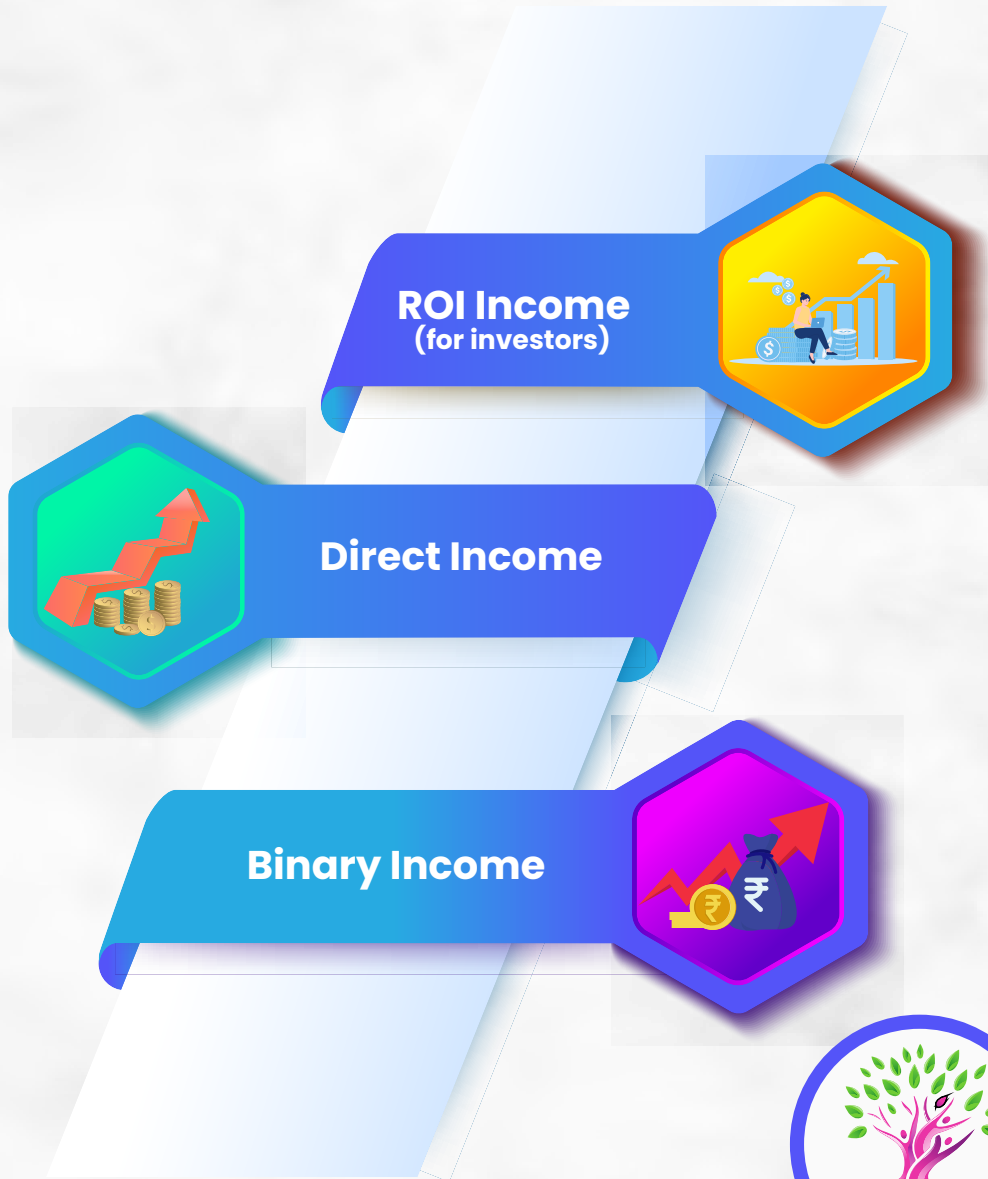 ROI Income
(for investors)
Direct Income
Binary Income
₹
₹